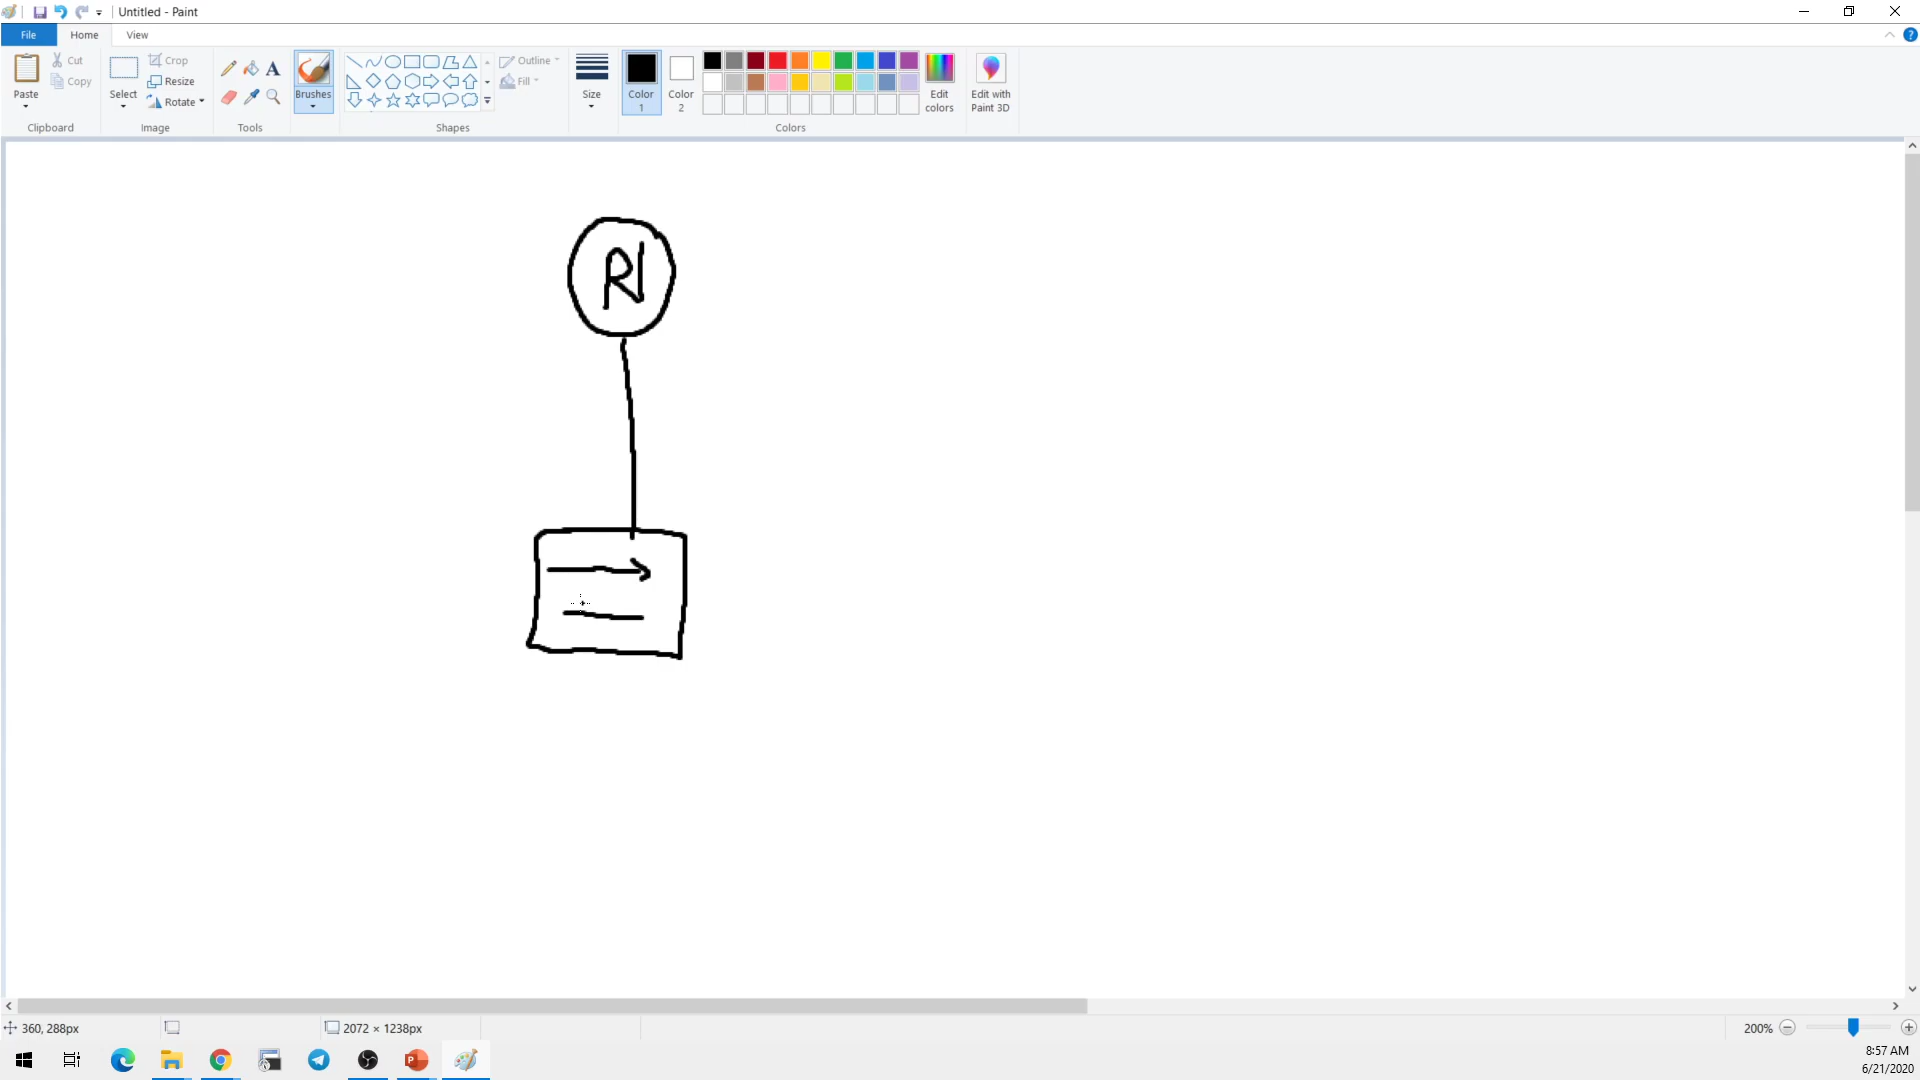 Untitled - Paint
File Home View
Paste
Cut
Copy
Clipboard
Select
Crop
Resize
Rotate
Image
A
Tools
Brushes
Outline
Fill
Shapes
Size
Color 1
Color 2
Edit colors
Colors
Edit with Paint 3D
R1
360, 288px
2072 × 1238px
200%
8:57 AM
6/21/2020